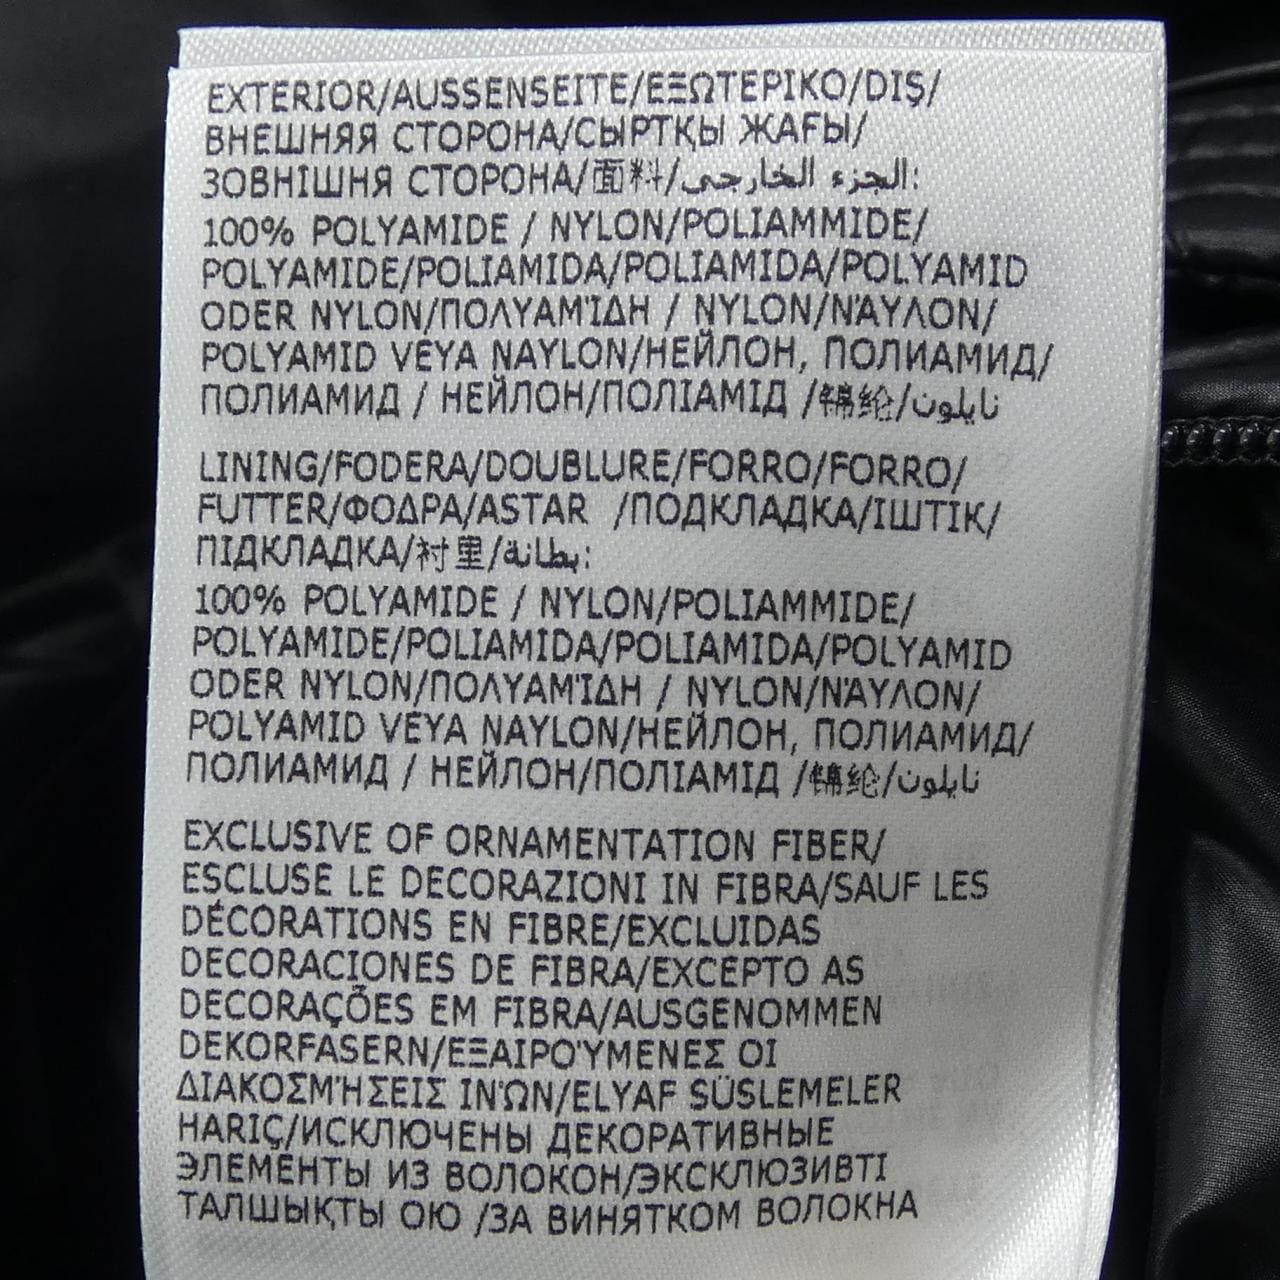 EXTERIOR/AUSSENSEITE/ΕΞΩΤΕΡΙΚΟ/DIŞ/
ВНЕШНЯЯ СТОРОНА/СЫРТҚЫ ЖАҒЫ/
ЗОВНІШНЯ СТОРОНА/面料/الجزء الخارجي:
100% POLYAMIDE / NYLON/POLIAMMIDE/
POLYAMIDE/POLIAMIDA/POLIAMIDA/POLYAMID
ODER NYLON/ΠΟΛΥΑΜΊΔΗ / NYLON/ΝΆΥΛΟΝ/
POLYAMID VEYA NAYLON/НЕЙЛОН, ПОЛИАМИД/
ПОЛИАМИД / НЕЙЛОН/ПОЛІАМІД /锦纶/نايلون
LINING/FODERA/DOUBLURE/FORRO/FORRO/
FUTTER/ΦΟΔΡΑ/ASTAR /ПОДКЛАДКА/ІШТІК/
ПІДКЛАДКА/衬里/بطانة:
100% POLYAMIDE / NYLON/POLIAMMIDE/
POLYAMIDE/POLIAMIDA/POLIAMIDA/POLYAMID
ODER NYLON/ΠΟΛΥΑΜΊΔΗ / NYLON/ΝΆΥΛΟΝ/
POLYAMID VEYA NAYLON/НЕЙЛОН, ПОЛИАМИД/
ПОЛИАМИД / НЕЙЛОН/ПОЛІАМІД /锦纶/نايلون
EXCLUSIVE OF ORNAMENTATION FIBER/
ESCLUSE LE DECORAZIONI IN FIBRA/SAUF LES
DÉCORATIONS EN FIBRE/EXCLUIDAS
DECORACIONES DE FIBRA/EXCEPTO AS
DECORAÇÕES EM FIBRA/AUSGENOMMEN
DEKORFASERN/ΕΞΑΙΡΟΎΜΕΝΕΣ ΟΙ
ΔΙΑΚΟΣΜΉΣΕΙΣ ΙΝΏΝ/ELYAF SÜSLEMELER
HARIÇ/ИСКЛЮЧЕНЫ ДЕКОРАТИВНЫЕ
ЭЛЕМЕНТЫ ИЗ ВОЛОКОН/ЭКСКЛЮЗИВТІ
ТАЛШЫҚТЫ ОЮ /ЗА ВИНЯТКОМ ВОЛОКНА